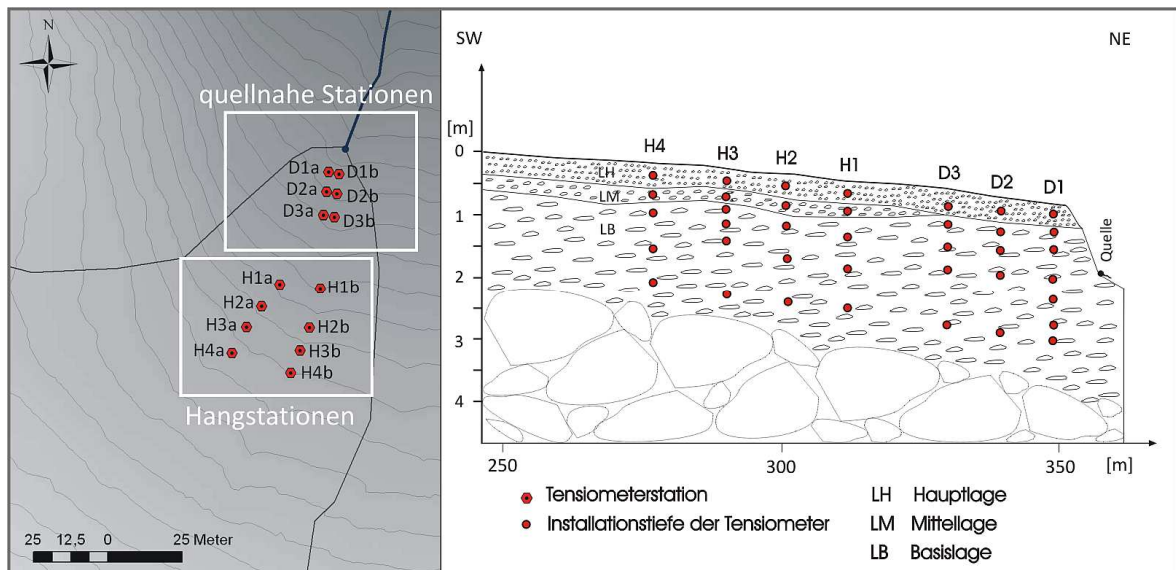 N
quellnahe Stationen
D1a D1b
D2a D2b
D3a D3b
H1a H1b
H2a
H3a H2b
H4a H3b
H4b
Hangstationen
25 12,5 0 25 Meter
SW NE
[m]
0
1
2
3
4
H4 H3 H2 H1 D3 D2 D1
LH
LM
LB
Quelle
250 300 350 [m]
Tensiometerstation
Installationstiefe der Tensiometer
LH Hauptlage
LM Mittellage
LB Basislage